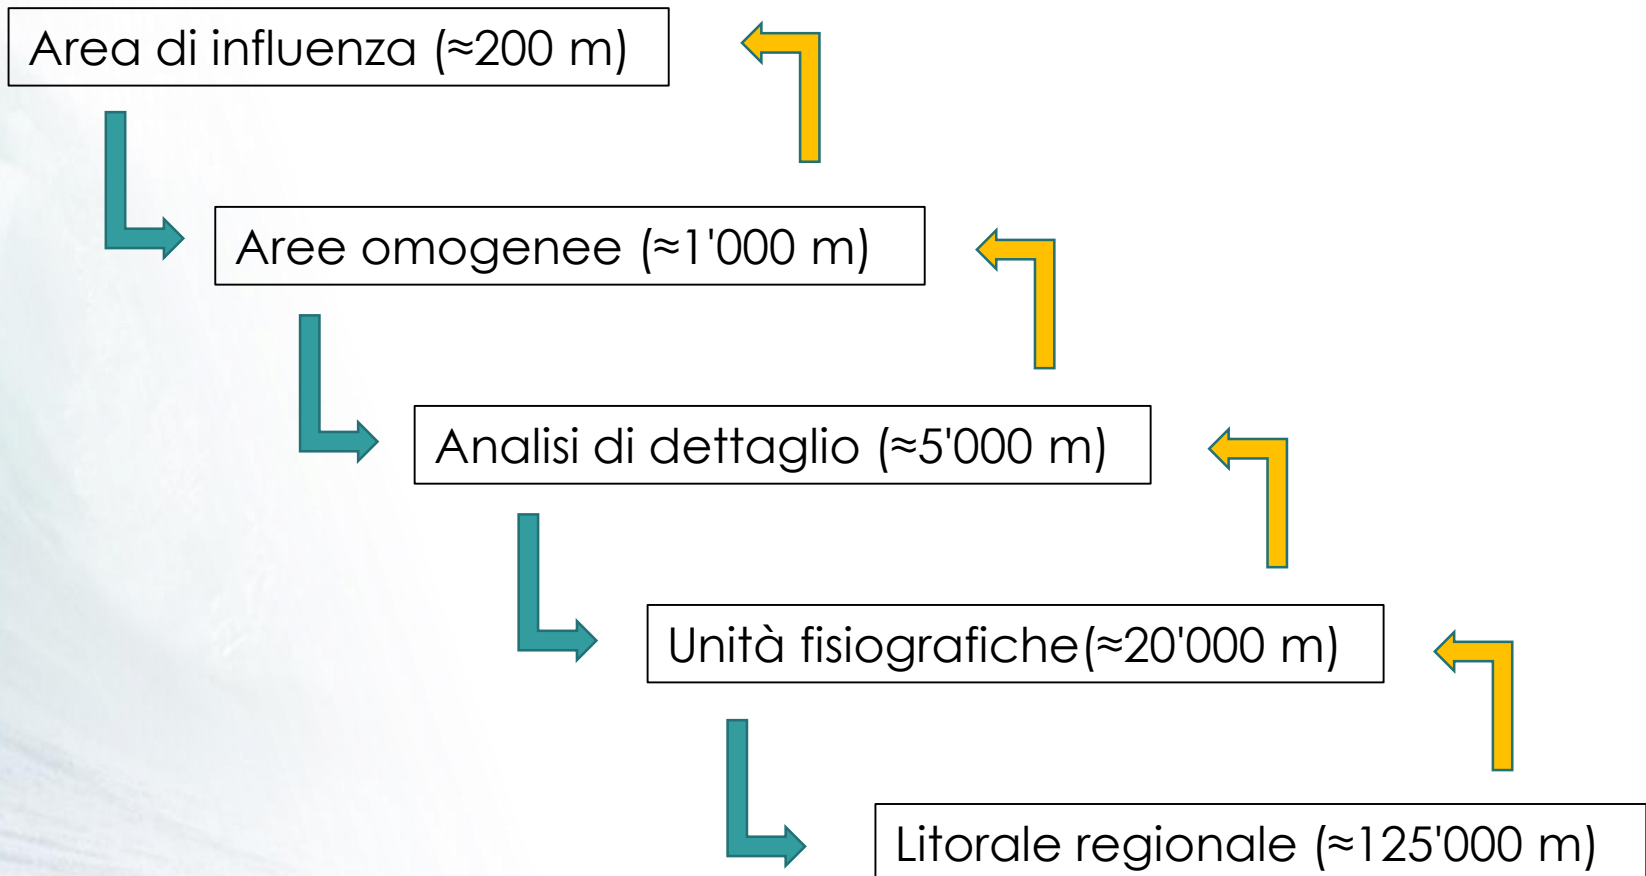 Area di influenza (≈200 m)
Aree omogenee (≈1'000 m)
Analisi di dettaglio (≈5'000 m)
Unità fisiografiche(≈20'000 m)
Litorale regionale (≈125'000 m)